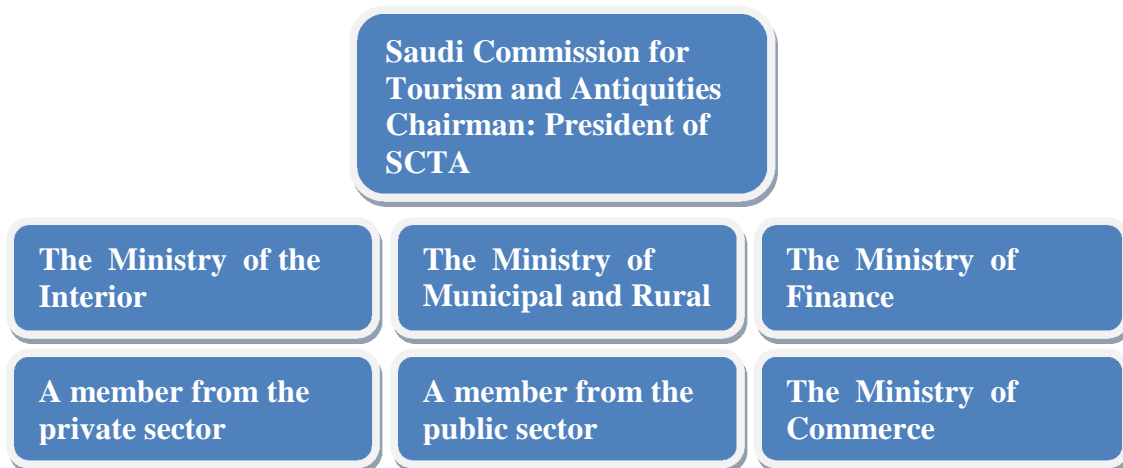 Saudi Commission for
Tourism and Antiquities
Chairman: President of
SCTA
The Ministry of the
Interior
The Ministry of
Municipal and Rural
The Ministry of
Finance
A member from the
private sector
A member from the
public sector
The Ministry of
Commerce